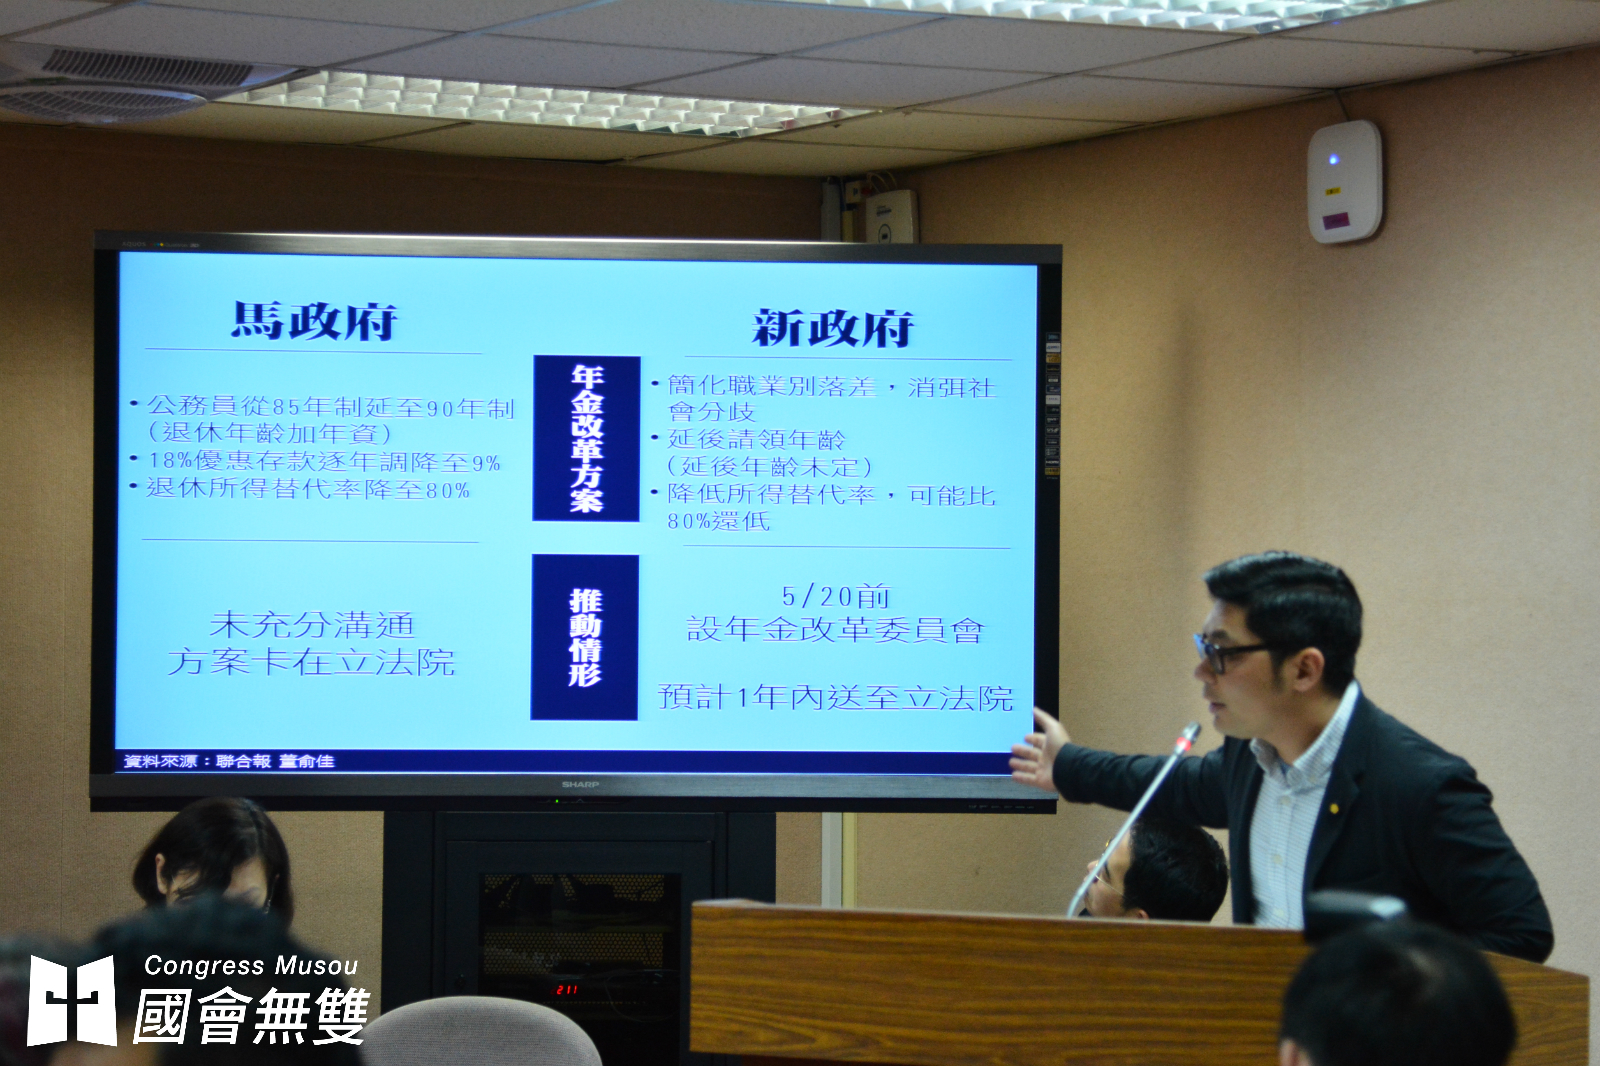 馬政府
• 公務員從85年制延至90年制
（退休年齡加年資）
• 18%優惠存款逐年調降至9%
• 退休所得替代率降至80%
未充分溝通
方案卡在立法院
年金改革方案
推動情形
新政府
• 簡化職業別落差，消弭社
會分歧
• 延後請領年齡
（延後年齡未定）
• 降低所得替代率，可能比
80%還低
5/20前
設年金改革委員會
預計1年內送至立法院
資料來源：聯合報 董俞佳
SHARP
211
Congress Musou
國會無雙